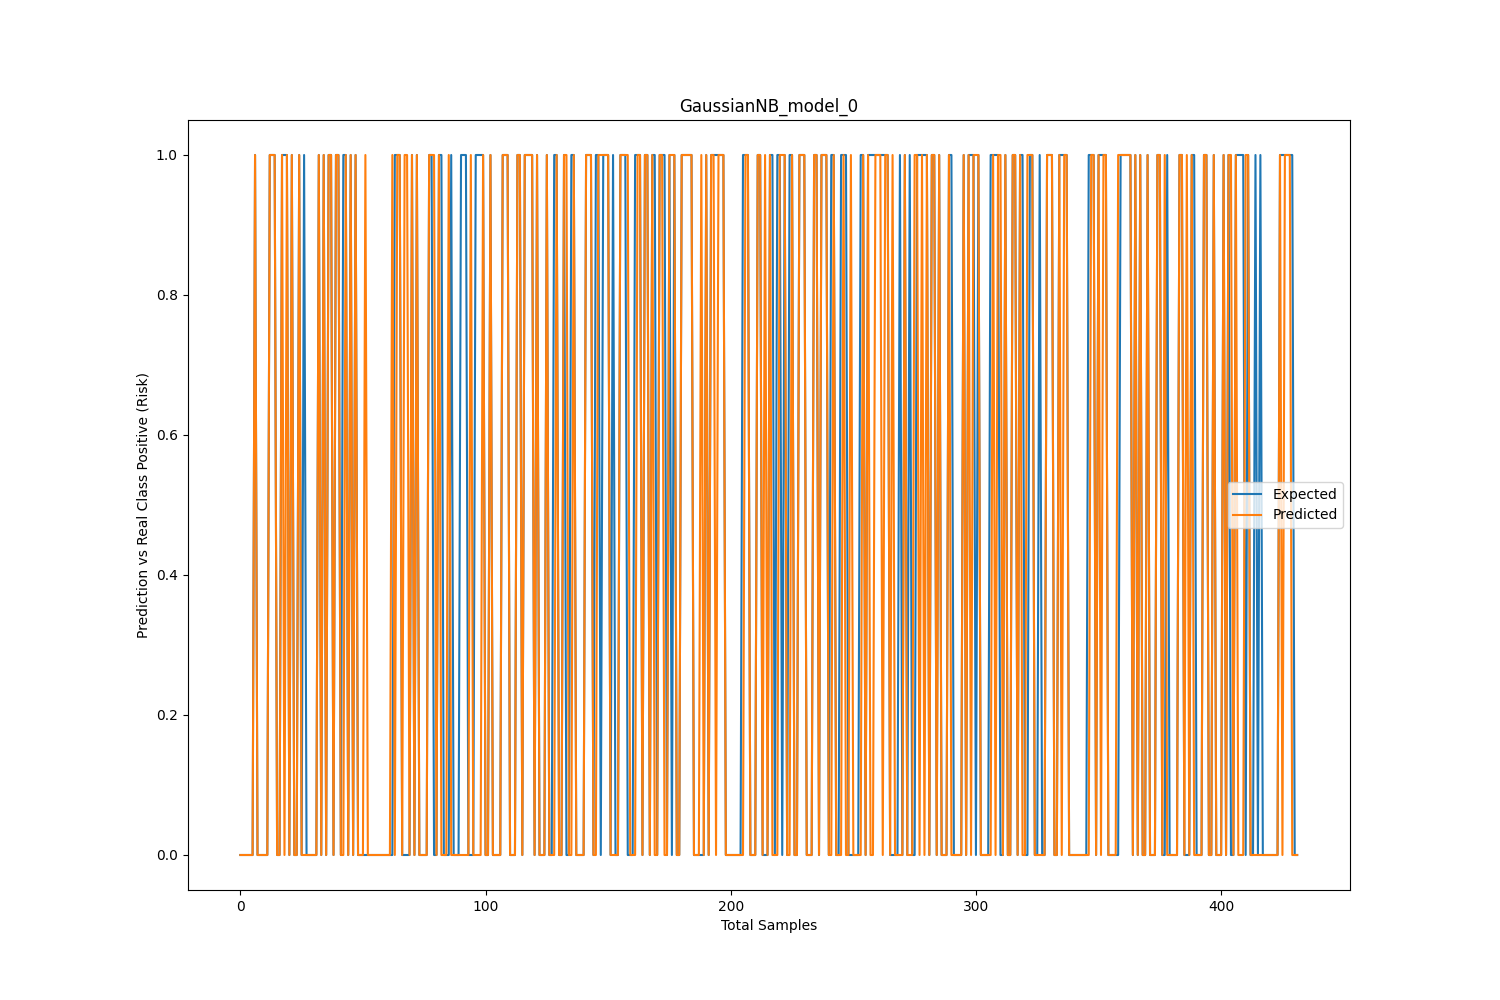 GaussianNB_model_0
1.0
0.8
0.6
0.4
0.2
0.0
Prediction vs Real Class Positive (Risk)
Expected
Predicted
0
100
200
300
400
Total Samples